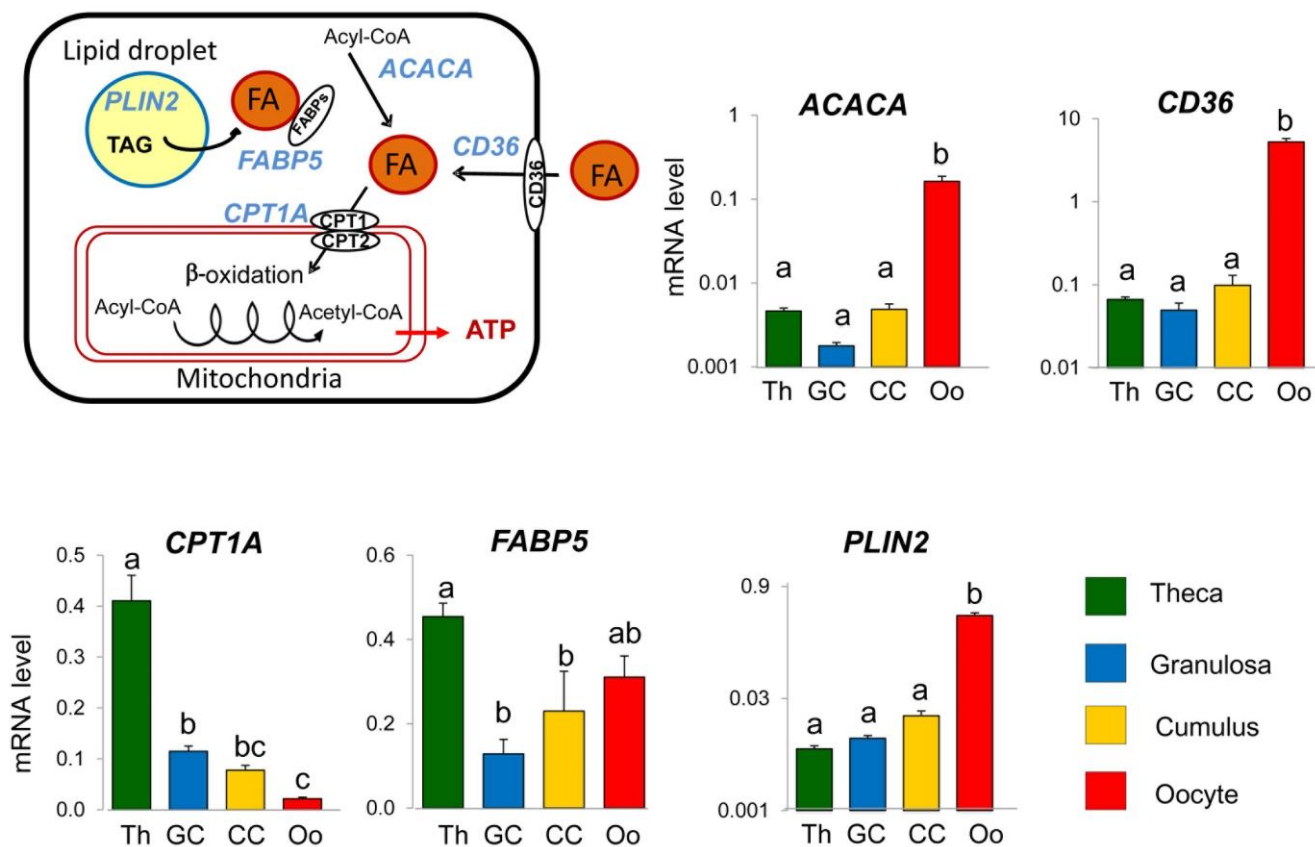 Lipid droplet
PLIN2
TAG
FA
FABPs
FABP5
Acyl-CoA
ACACA
FA
CD36
CD36
FA
CPT1A
CPT1
CPT2
β-oxidation
Acyl-CoA
Acetyl-CoA
ATP
Mitochondria
ACACA
mRNA level
1
0.1
0.01
0.001
a
a
a
b
Th GC CC Oo
CD36
10
1
0.1
0.01
a
a
a
b
Th GC CC Oo
CPT1A
mRNA level
0.5
0.4
0.3
0.2
0.1
0.0
a
b
bc
c
Th GC CC Oo
FABP5
0.6
0.4
0.2
0.0
a
b
b
ab
Th GC CC Oo
PLIN2
0.9
0.03
0.001
a
a
a
b
Th GC CC Oo
Theca
Granulosa
Cumulus
Oocyte